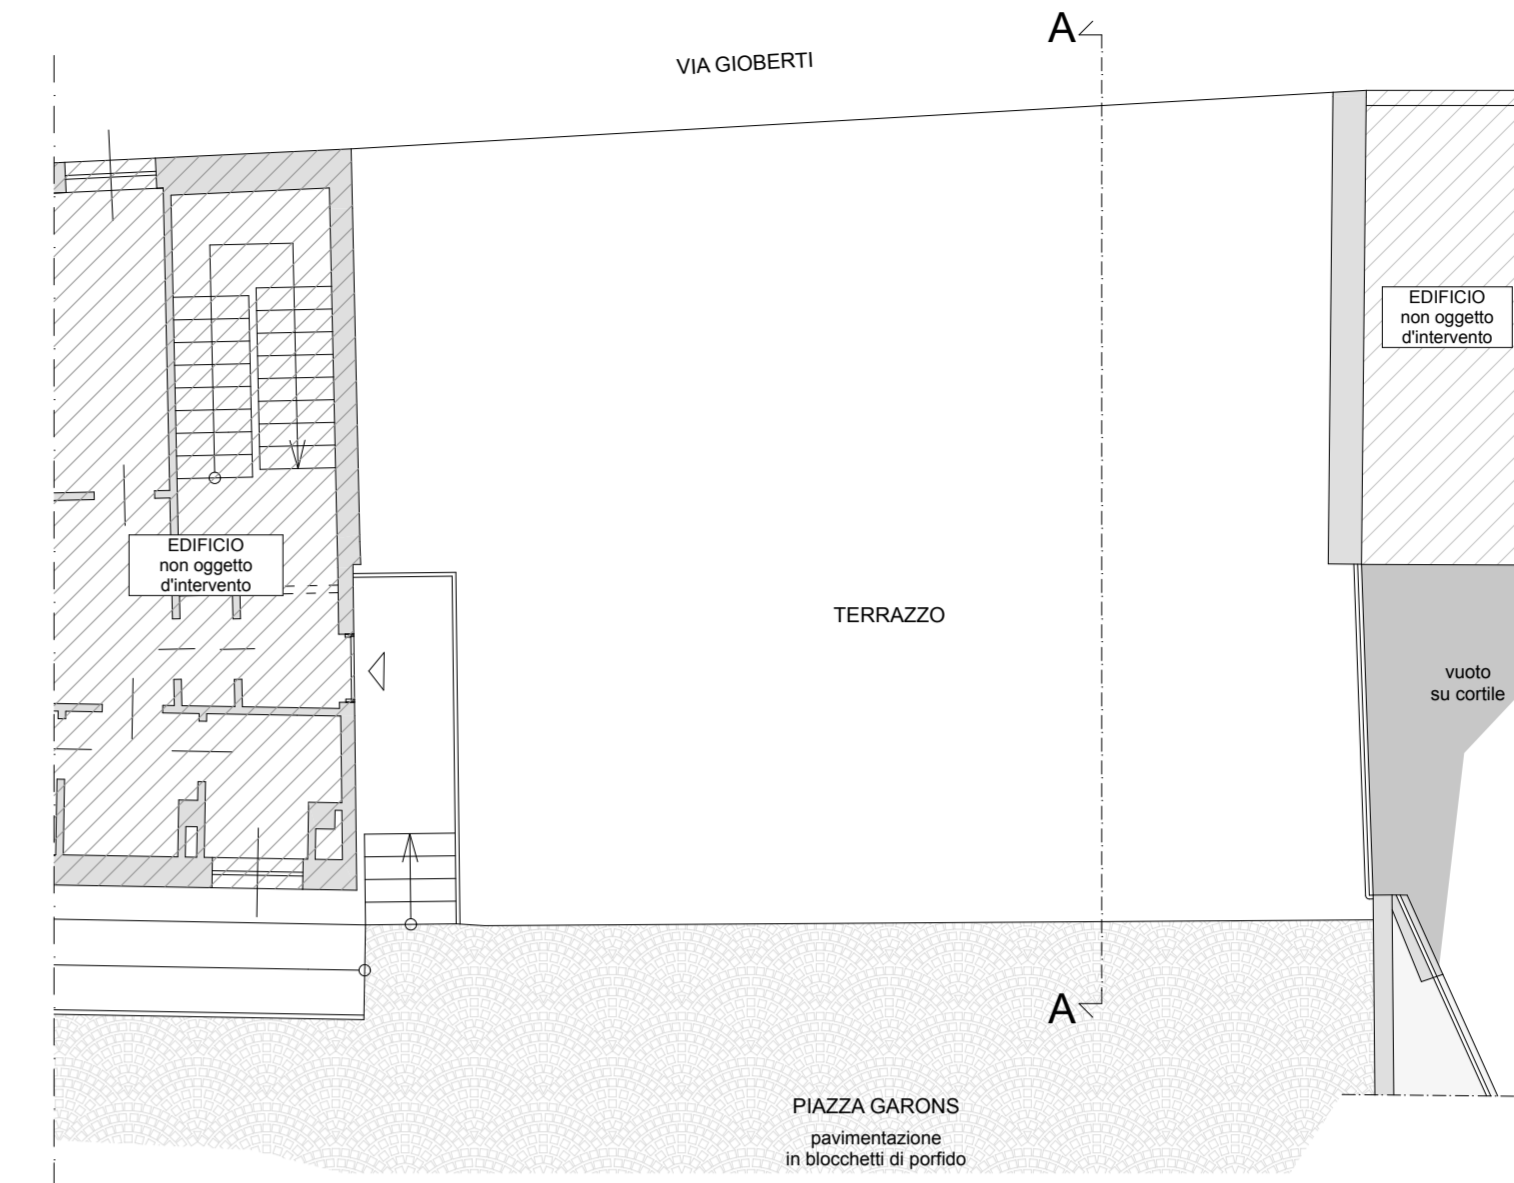 A
VIA GIOBERTI
EDIFICIO
non oggetto
d'intervento
EDIFICIO
non oggetto
d'intervento
TERRAZZO
vuoto
su cortile
A
PIAZZA GARONS
pavimentazione
in blocchetti di porfido